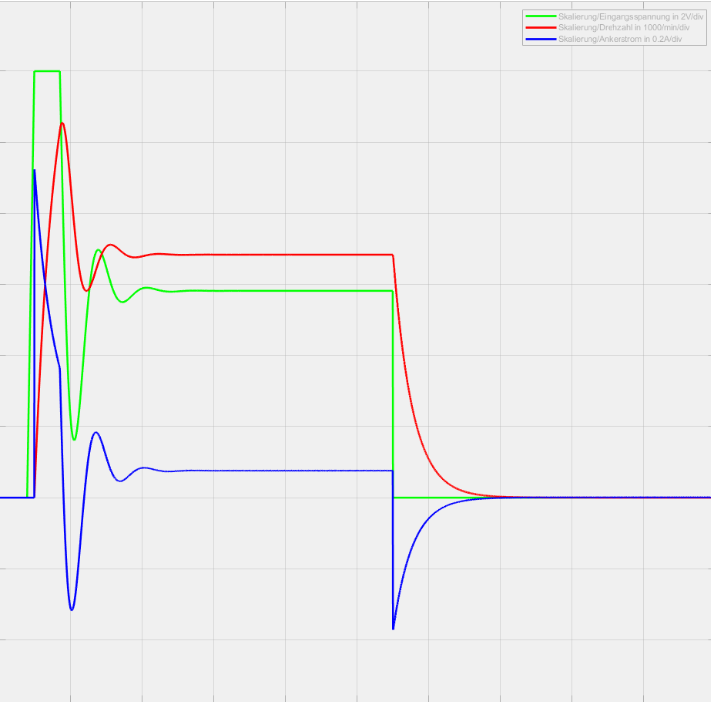 Skalierung/Eingangsspannung in 2V/div
Skalierung/Drehzahl in 1000/min/div
Skalierung/Ankerstrom in 0.2A/div